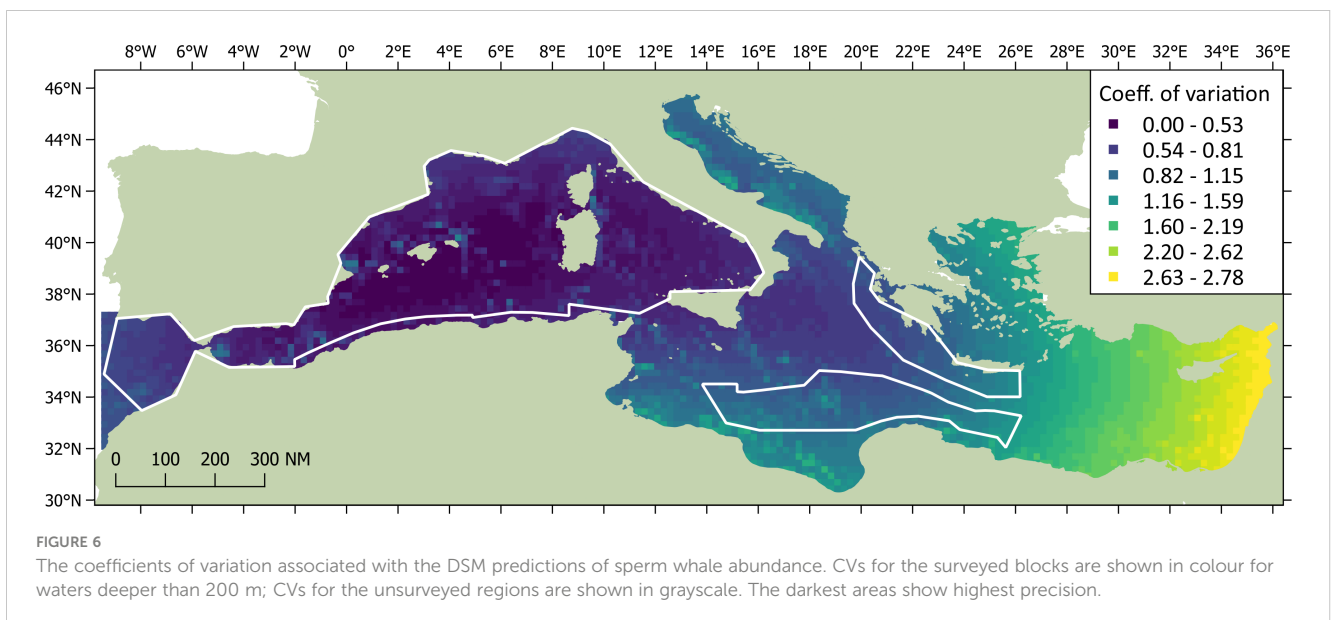 8°W 6°W 4°W 2°W 0° 2°E 4°E 6°E 8°E 10°E 12°E 14°E 16°E 18°E 20°E 22°E 24°E 26°E 28°E 30°E 32°E 34°E 36°E
46°N
44°N
42°N
40°N
38°N
36°N
34°N
32°N
30°N
Coeff. of variation
0.00 - 0.53
0.54 - 0.81
0.82 - 1.15
1.16 - 1.59
1.60 - 2.19
2.20 - 2.62
2.63 - 2.78
0 100 200 300 NM
FIGURE 6
The coefficients of variation associated with the DSM predictions of sperm whale abundance. CVs for the surveyed blocks are shown in colour for
waters deeper than 200 m; CVs for the unsurveyed regions are shown in grayscale. The darkest areas show highest precision.